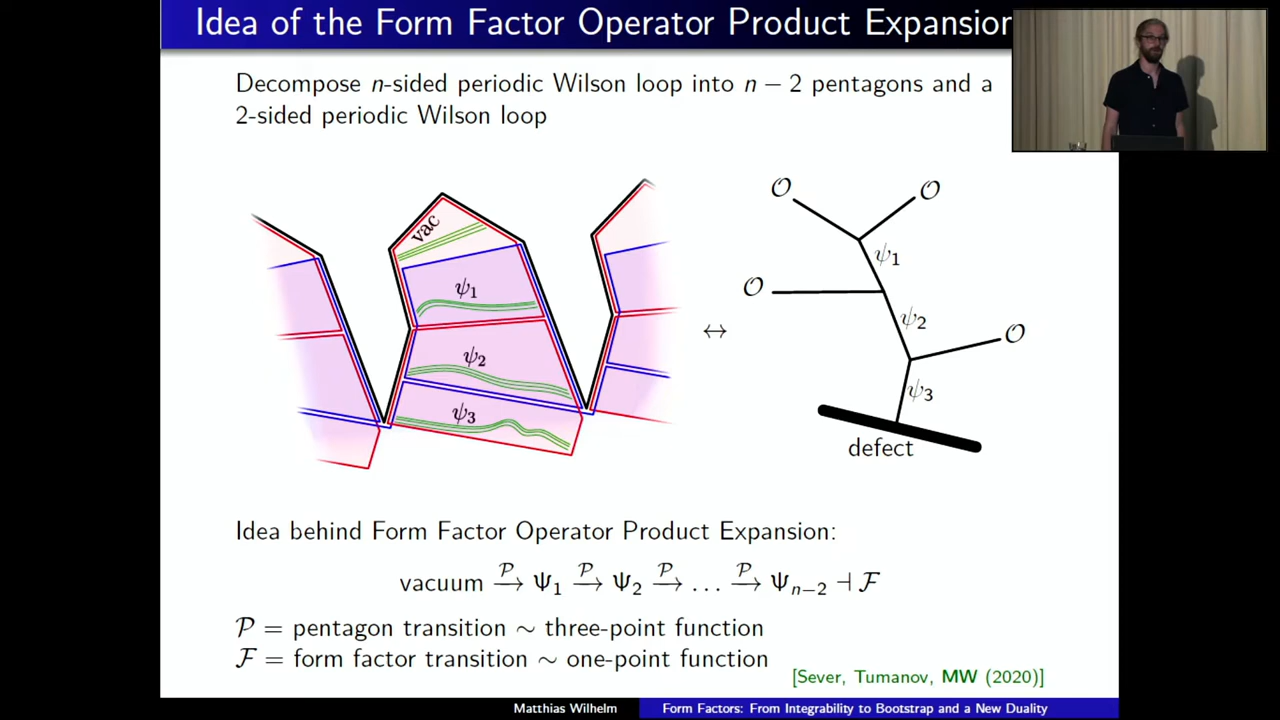 Idea of the Form Factor Operator Product Expansion
Decompose n-sided periodic Wilson loop into n − 2 pentagons and a
2-sided periodic Wilson loop
vac
ψ1
ψ2
ψ3
↔
O
O
ψ1
O
ψ2
O
ψ3
defect
Idea behind Form Factor Operator Product Expansion:
vacuum →^P Ψ1 →^P Ψ2 →^P … →^P Ψn−2 ⊣ F
P = pentagon transition ∼ three-point function
F = form factor transition ∼ one-point function
[Sever, Tumanov, MW (2020)]
Matthias Wilhelm Form Factors: From Integrability to Bootstrap and a New Duality